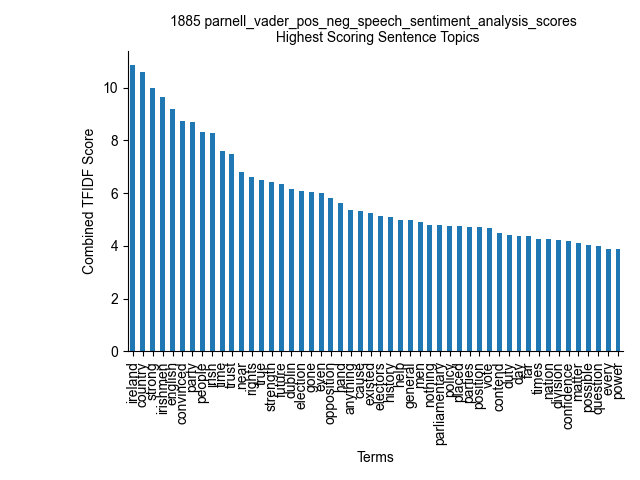 1885 parnell_vader_pos_neg_speech_sentiment_analysis_scores
Highest Scoring Sentence Topics
Combined TFIDF Score
10
8
6
4
2
0
ireland
country
strong
irishmen
english
convinced
party
people
irish
time
trust
near
rights
true
strength
future
dublin
election
gone
even
opposition
hand
anything
cause
existed
electors
history
help
general
men
nothing
parliamentary
policy
placed
parties
position
vote
contend
duty
day
far
times
nation
division
confidence
matter
possible
question
every
power
Terms